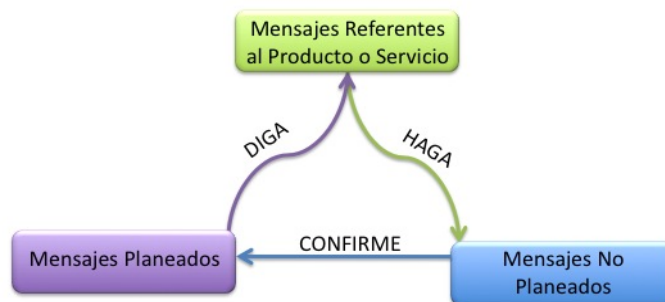 Mensajes Referentes
al Producto o Servicio
DIGA
HAGA
Mensajes Planeados
CONFIRME
Mensajes No
Planeados